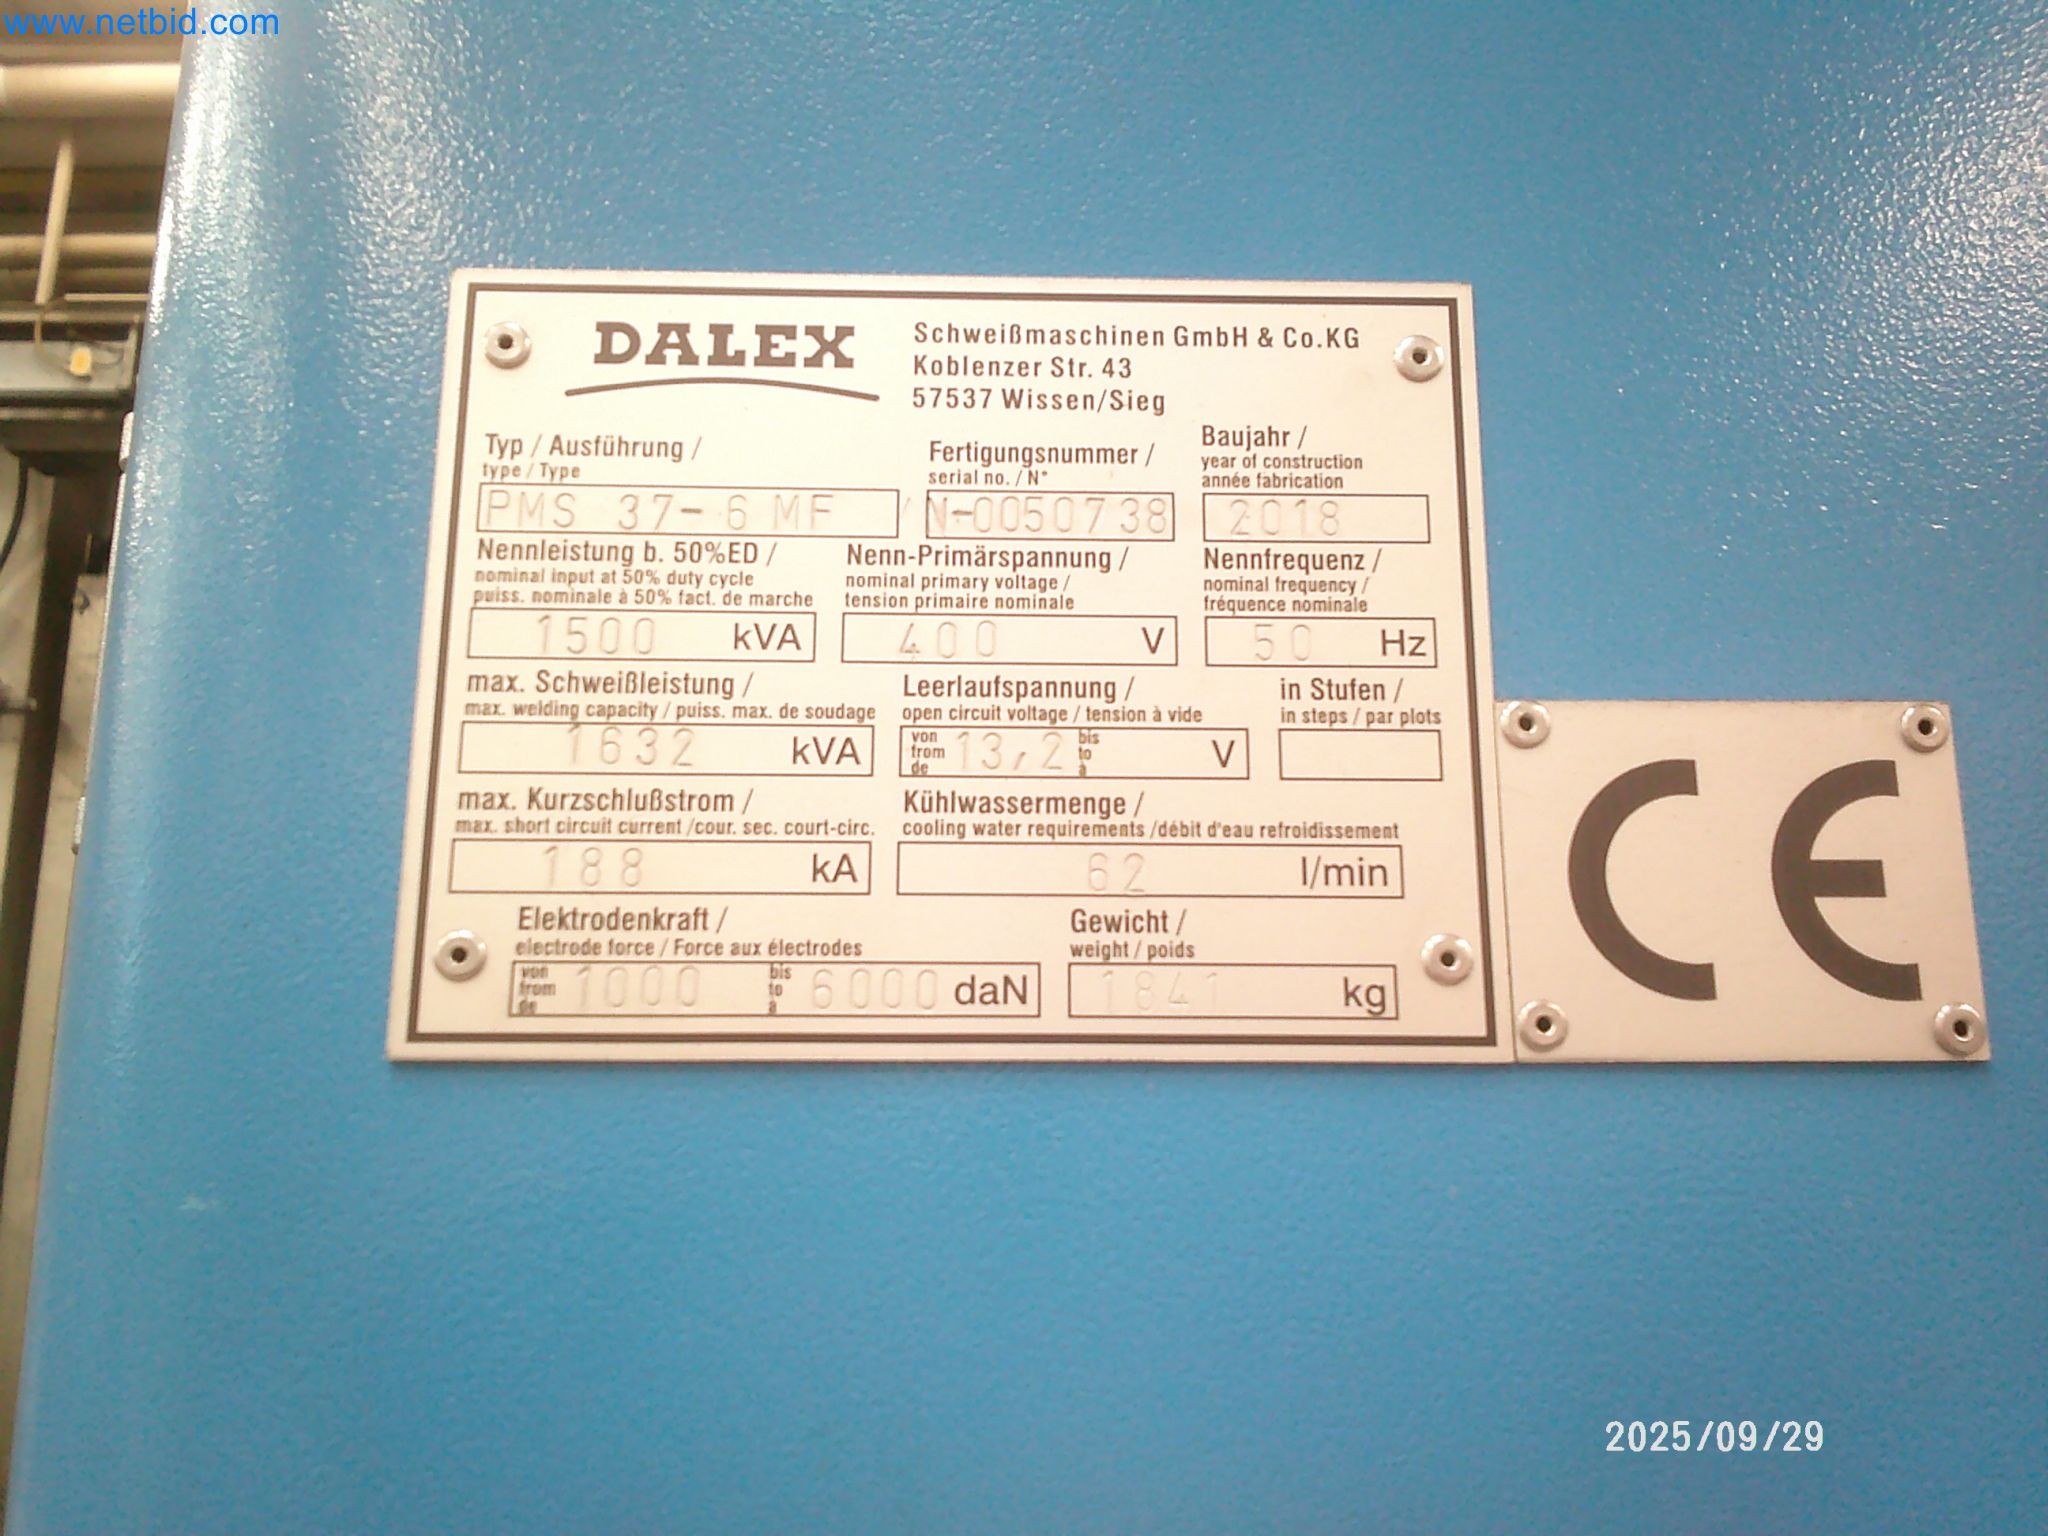 www.netbid.com
DALEX
Schweißmaschinen GmbH & Co.KG
Koblenzer Str. 43
57537 Wissen/Sieg
Typ / Ausführung /
type / Type
PMS 37-6 MF
Fertigungsnummer /
serial no. / N°
N-0050738
Baujahr /
year of construction
année fabrication
2018
Nennleistung b. 50%ED /
nominal input at 50% duty cycle
puiss. nominale à 50% fact. de marche
1500 kVA
Nenn-Primärspannung /
nominal primary voltage /
tension primaire nominale
400 V
Nennfrequenz /
nominal frequency /
fréquence nominale
50 Hz
max. Schweißleistung /
max. welding capacity / puiss. max. de soudage
1632 kVA
Leerlaufspannung /
open circuit voltage / tension à vide
von
from
de
13,2
bis
to
à
V
in Stufen /
in steps / par plots
max. Kurzschlußstrom /
max. short circuit current /cour. sec. court-circ.
188 kA
Kühlwassermenge /
cooling water requirements /débit d'eau refroidissement
62 l/min
Elektrodenkraft /
electrode force / Force aux électrodes
von
from
de
1000
bis
to
à
6000 daN
Gewicht /
weight / poids
1841 kg
CE
2025/09/29